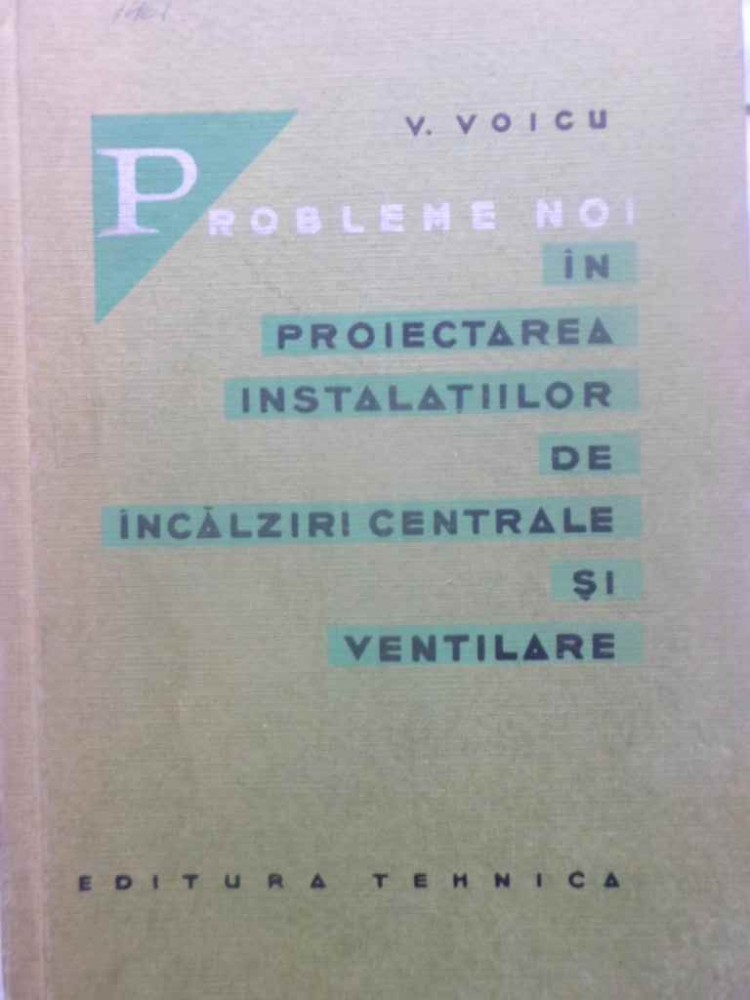 V. VOICU
PROBLEME NOI
ÎN
PROIECTAREA
INSTALAȚIILOR
DE
ÎNCĂLZIRI CENTRALE
ȘI
VENTILARE
EDITURA TEHNICA